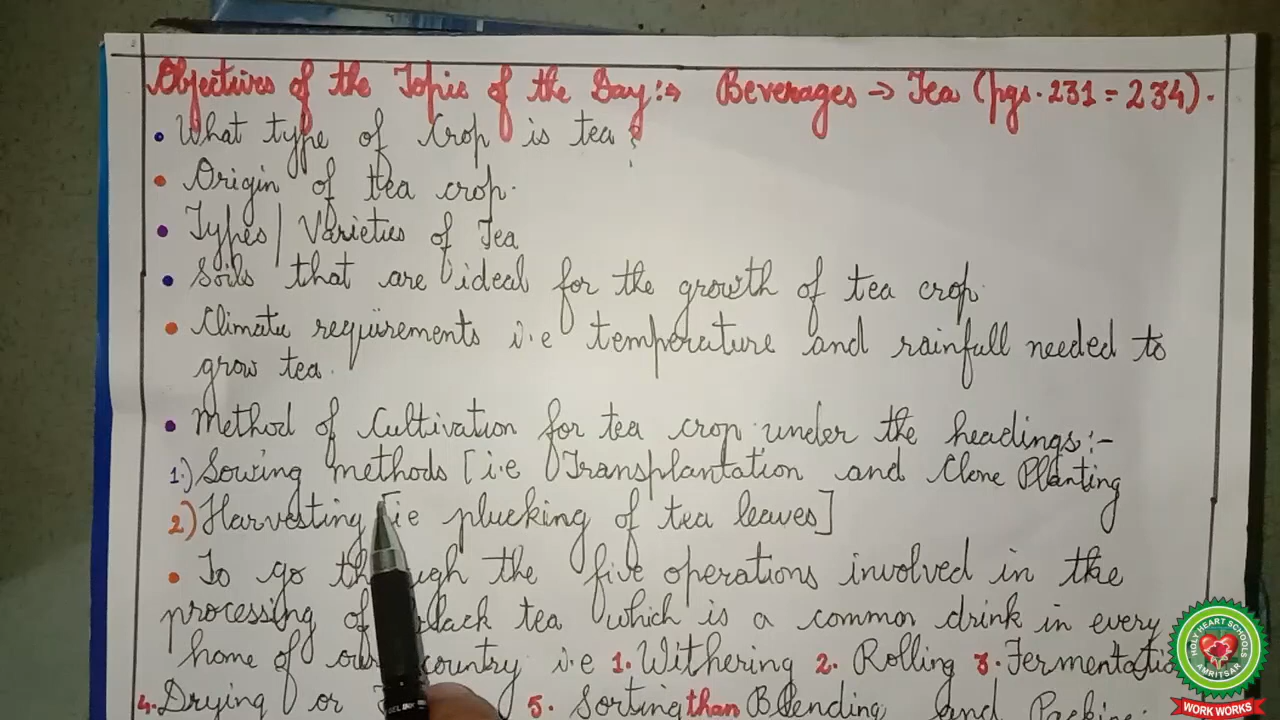 Objectives of the Topic of the Day:→ Beverages → Tea (pgs. 231 = 234).
• What type of crop is tea?
• Origin of tea crop.
• Types/Varieties of Tea
• Soils that are ideal for the growth of tea crop.
• Climate requirements i.e temperature and rainfall needed to
grow tea.
• Method of Cultivation for tea crop under the headings:-
1.) Sowing methods [i.e Transplantation and Clone Planting
2) Harvesting [ie plucking of tea leaves]
• To go through the five operations involved in the
processing of black tea which is a common drink in every
home of our country i.e 1. Withering 2. Rolling 3. Fermentation
4. Drying or 5. Sorting than Blending and Packing
HOLY HEART SCHOOLS
AMRITSAR
WORK WORKS